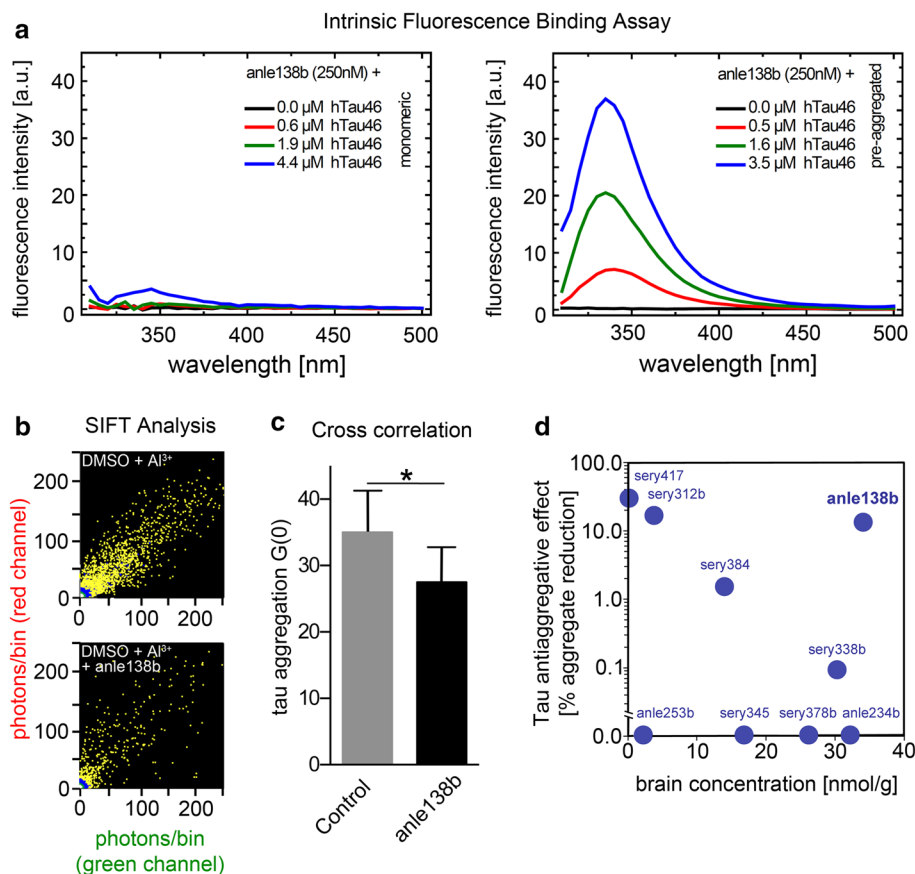 a
Intrinsic Fluorescence Binding Assay
fluorescence intensity [a.u.]
40
30
20
10
0
anle138b (250nM) +
0.0 µM hTau46
0.6 µM hTau46
1.9 µM hTau46
4.4 µM hTau46
monomeric
350
400
450
500
wavelength [nm]
fluorescence intensity [a.u.]
40
30
20
10
0
anle138b (250nM) +
0.0 µM hTau46
0.5 µM hTau46
1.6 µM hTau46
3.5 µM hTau46
pre-aggregated
350
400
450
500
wavelength [nm]
b
SIFT Analysis
photons/bin (red channel)
DMSO + Al³⁺
200
100
0
0
100
200
DMSO + Al³⁺
+ anle138b
200
100
0
0
100
200
photons/bin
(green channel)
c
Cross correlation
tau aggregation G(0)
40
30
20
10
0
*
Control
anle138b
d
Tau antiaggregative effect
[% aggregate reduction]
100.0
10.0
1.0
0.1
0.0
sery417
sery312b
anle138b
sery384
sery338b
anle253b
sery345
sery378b
anle234b
0
10
20
30
40
brain concentration [nmol/g]